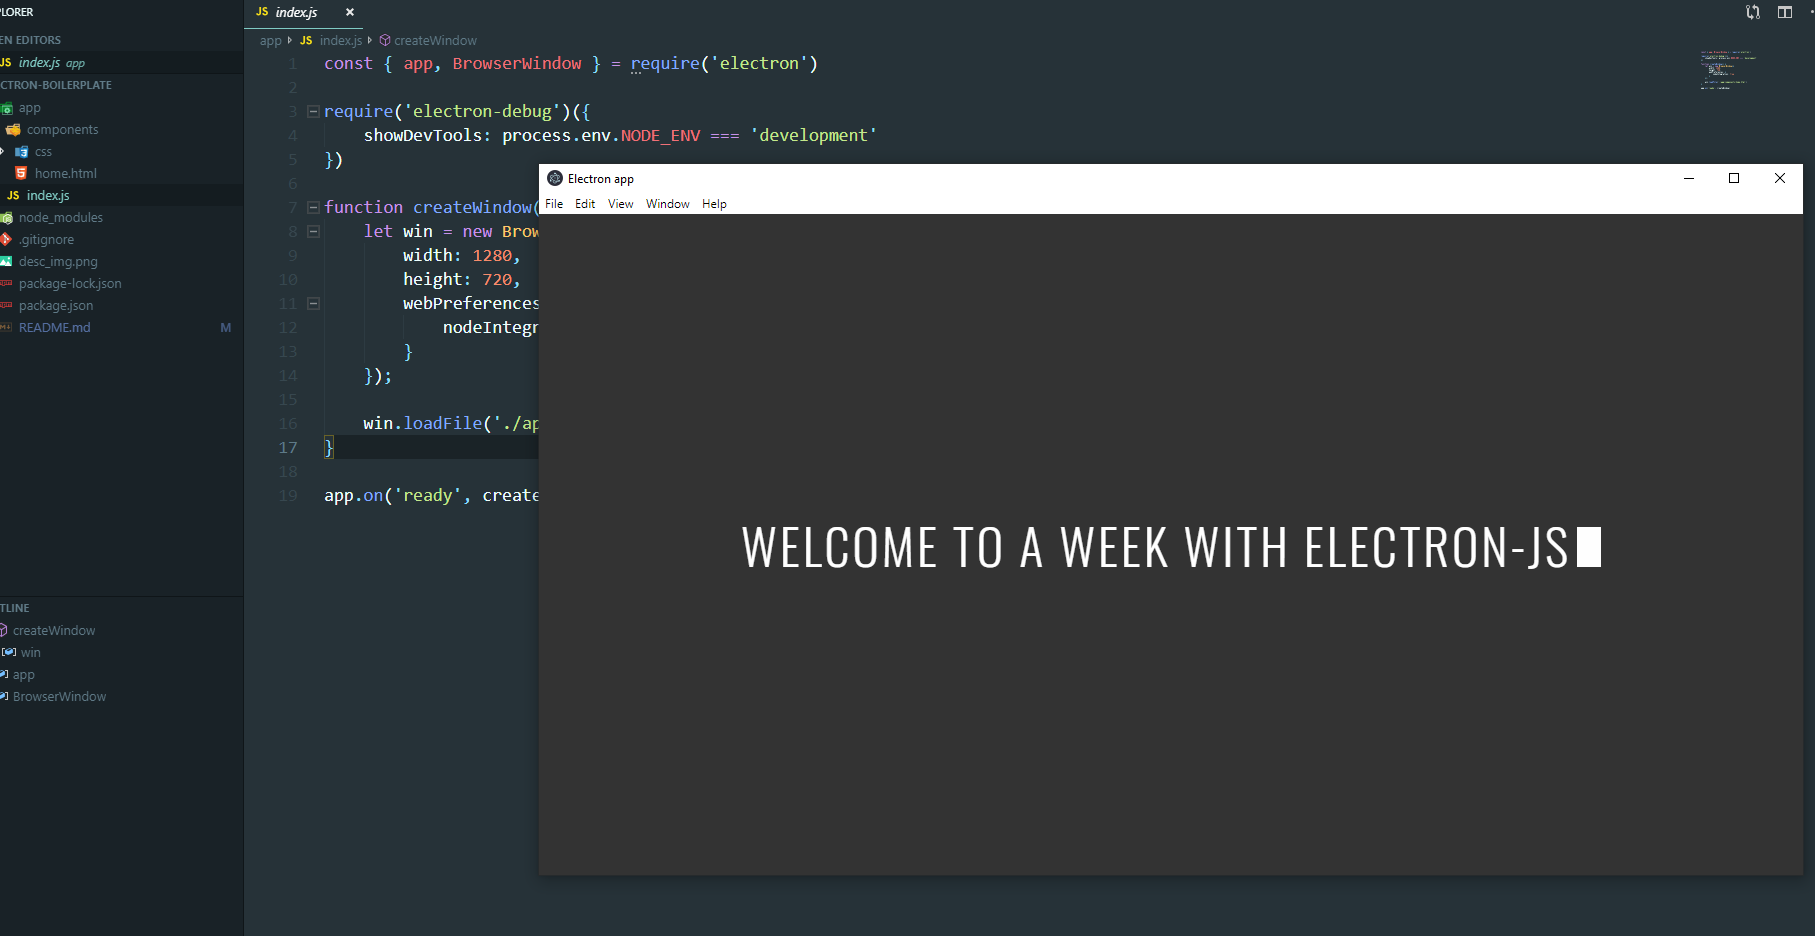 PLORER
EN EDITORS
JS index.js app
CTRON-BOILERPLATE
app
components
css
home.html
JS index.js
node_modules
.gitignore
desc_img.png
package-lock.json
package.json
README.md M
TLINE
createWindow
win
app
BrowserWindow
JS index.js ×
app JS index.js createWindow
1 const { app, BrowserWindow } = require('electron')
2
3 require('electron-debug')({
4 showDevTools: process.env.NODE_ENV === 'development'
5 })
6
7 function createWindow(
8 let win = new Brow
9 width: 1280,
10 height: 720,
11 webPreferences
12 nodeIntegr
13 }
14 });
15
16 win.loadFile('./ap
17 }
18
19 app.on('ready', create
Electron app
File Edit View Window Help
WELCOME TO A WEEK WITH ELECTRON-JS